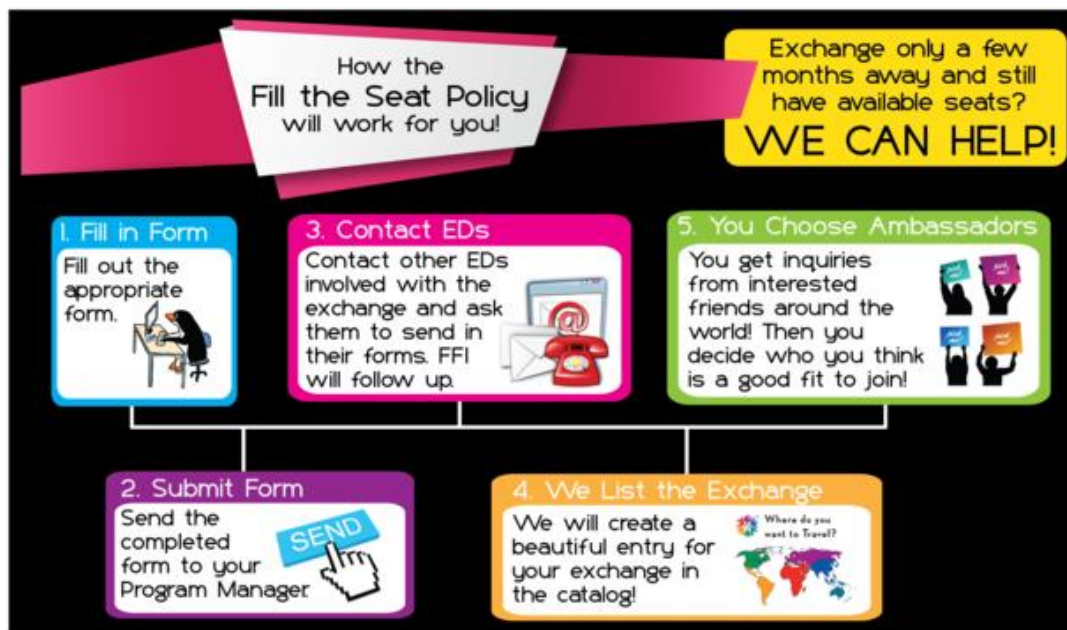 How the
Fill the Seat Policy
will work for you!
Exchange only a few
months away and still
have available seats?
WE CAN HELP!
1. Fill in Form
Fill out the
appropriate
form.
2. Submit Form
Send the
completed
form to your
Program Manager.
SEND
3. Contact EDs
Contact other EDs
involved with the
exchange and ask
them to send in
their forms. FFI
will follow up.
@
4. We List the Exchange
We will create a
beautiful entry for
your exchange in
the catalog!
Where do you
want to Travel?
5. You Choose Ambassadors
You get inquiries
from interested
friends around the
world! Then you
decide who you think
is a good fit to join!